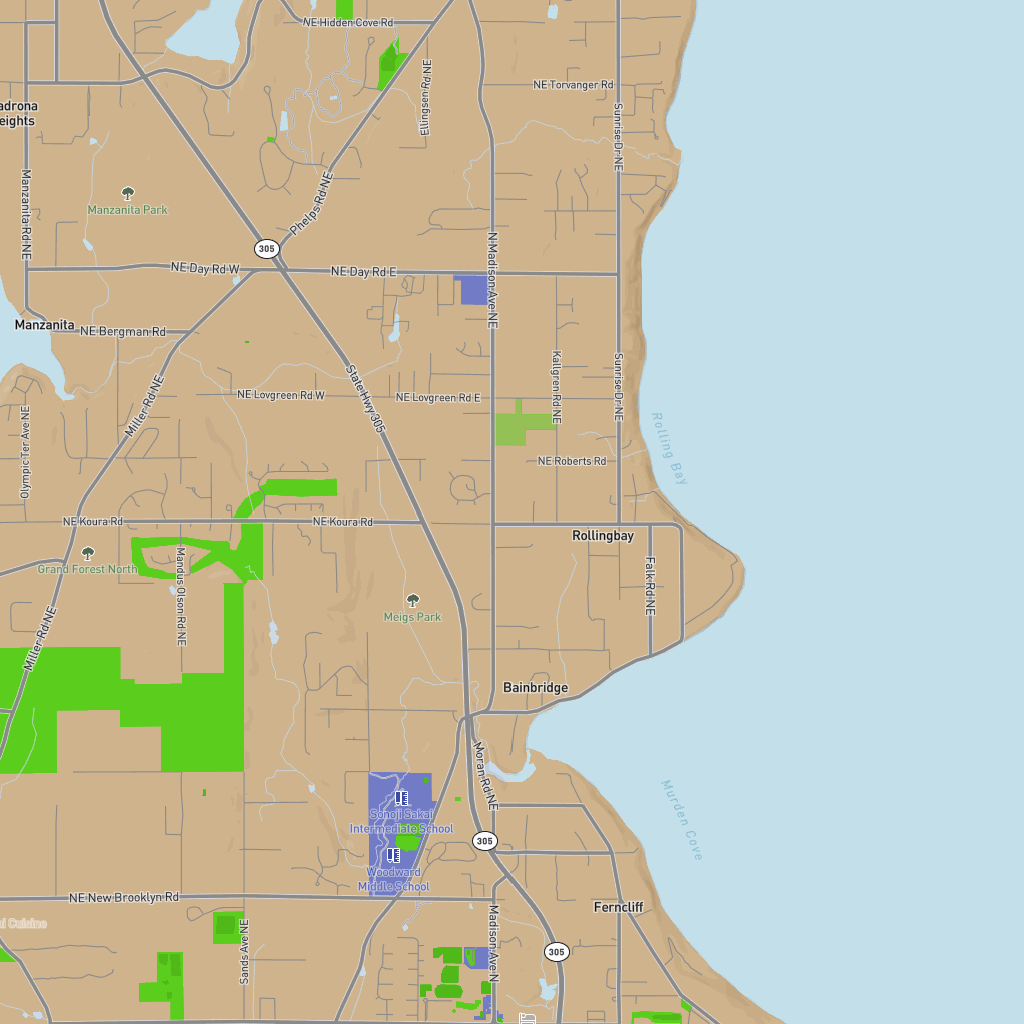 NE Hidden Cove Rd
NE Torvanger Rd
Ellingsen Rd NE
Sunrise Dr NE
adrona
eights
Manzanita Park
Manzanita Rd NE
Phelps Rd NE
305
NE Day Rd W
NE Day Rd E
N Madison Ave NE
Manzanita
NE Bergman Rd
State Hwy 305
Kallgren Rd NE
Sunrise Dr NE
Miller Rd NE
NE Lovgreen Rd W
NE Lovgreen Rd E
Olympic Ter Ave NE
Rolling Bay
NE Roberts Rd
NE Koura Rd
NE Koura Rd
Rollingbay
Grand Forest North
Mandus Olson Rd NE
Falk Rd NE
Meigs Park
Miller Rd NE
Bainbridge
Moran Rd NE
Murden Cove
Sonoji Sakai
Intermediate School
305
Woodward
Middle School
NE New Brooklyn Rd
Ferncliff
Cuisine
Sands Ave NE
Madison Ave N
305